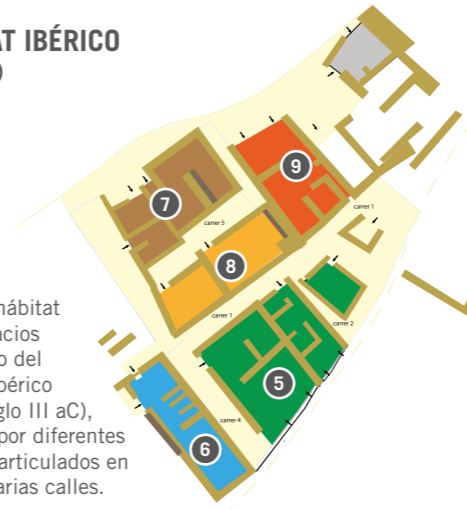 AT IBÉRICO
)
9
carrer 1
7
carrer 5
8
hábitat
acios
carrer 1
carrer 2
o del
bérico
5
glo III aC),
por diferentes
carrer 4
6
articulados en
arias calles.